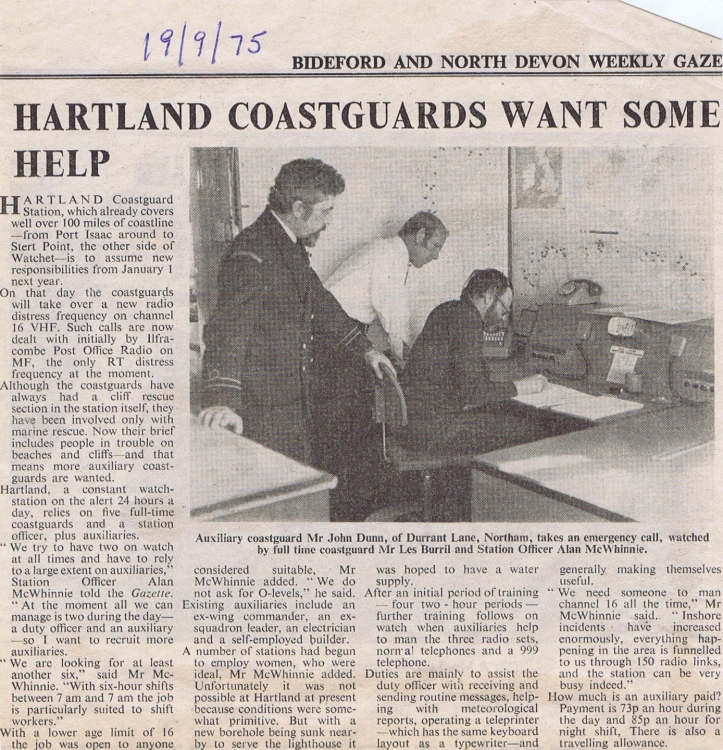 19/9/75
BIDEFORD AND NORTH DEVON WEEKLY GAZE
HARTLAND COASTGUARDS WANT SOME
HELP
HARTLAND Coastguard
Station, which already covers
well over 100 miles of coastline
—from Port Isaac around to
Stert Point, the other side of
Watchet—is to assume new
responsibilities from January 1
next year.
On that day the coastguards
will take over a new radio
distress frequency on channel
16 VHF. Such calls are now
dealt with initially by Ilfra-
combe Post Office Radio on
MF, the only RT distress
frequency at the moment.
Although the coastguards have
always had a cliff rescue
section in the station itself, they
have been involved only with
marine rescue. Now their brief
includes people in trouble on
beaches and cliffs—and that
means more auxiliary coast-
guards are wanted.
Hartland, a constant watch-
station on the alert 24 hours a
day, relies on five full-time
coastguards and a station
officer, plus auxiliaries.
" We try to have two on watch
at all times and have to rely
to a large extent on auxiliaries,"
Station Officer Alan
McWhinnie told the Gazette.
" At the moment all we can
manage is two during the day—
a duty officer and an auxiliary
—so I want to recruit more
auxiliaries.
" We are looking for at least
another six," said Mr Mc-
Whinnie. "With six-hour shifts
between 7 am and 7 am the job
is particularly suited to shift
workers."
With a lower age limit of 16
the job was open to anyone
Auxiliary coastguard Mr John Dunn, of Durrant Lane, Northam, takes an emergency call, watched
by full time coastguard Mr Les Burril and Station Officer Alan McWhinnie.
considered suitable, Mr
McWhinnie added. " We do
not ask for O-levels," he said.
Existing auxiliaries include an
ex-wing commander, an ex-
squadron leader, an electrician
and a self-employed builder.
A number of stations had begun
to employ women, who were
ideal, Mr McWhinnie added.
Unfortunately it was not
possible at Hartland at present
because conditions were some-
what primitive. But with a
new borehole being sunk near-
by to serve the lighthouse it
was hoped to have a water
supply.
After an initial period of training
— four two - hour periods —
further training follows on
watch when auxiliaries help
to man the three radio sets,
normal telephones and a 999
telephone.
Duties are mainly to assist the
duty officer with receiving and
sending routine messages, help-
ing with meteorological
reports, operating a teleprinter
—which has the same keyboard
layout as a typewriter—and
generally making themselves
useful.
" We need someone to man
channel 16 all the time," Mr
McWhinnie said. " Inshore
incidents have increased
enormously, everything hap-
pening in the area is funnelled
to us through 150 radio links,
and the station can be very
busy indeed."
How much is an auxiliary paid?
Payment is 73p an hour during
the day and 85p an hour for
night shift. There is also a
travelling allowance.